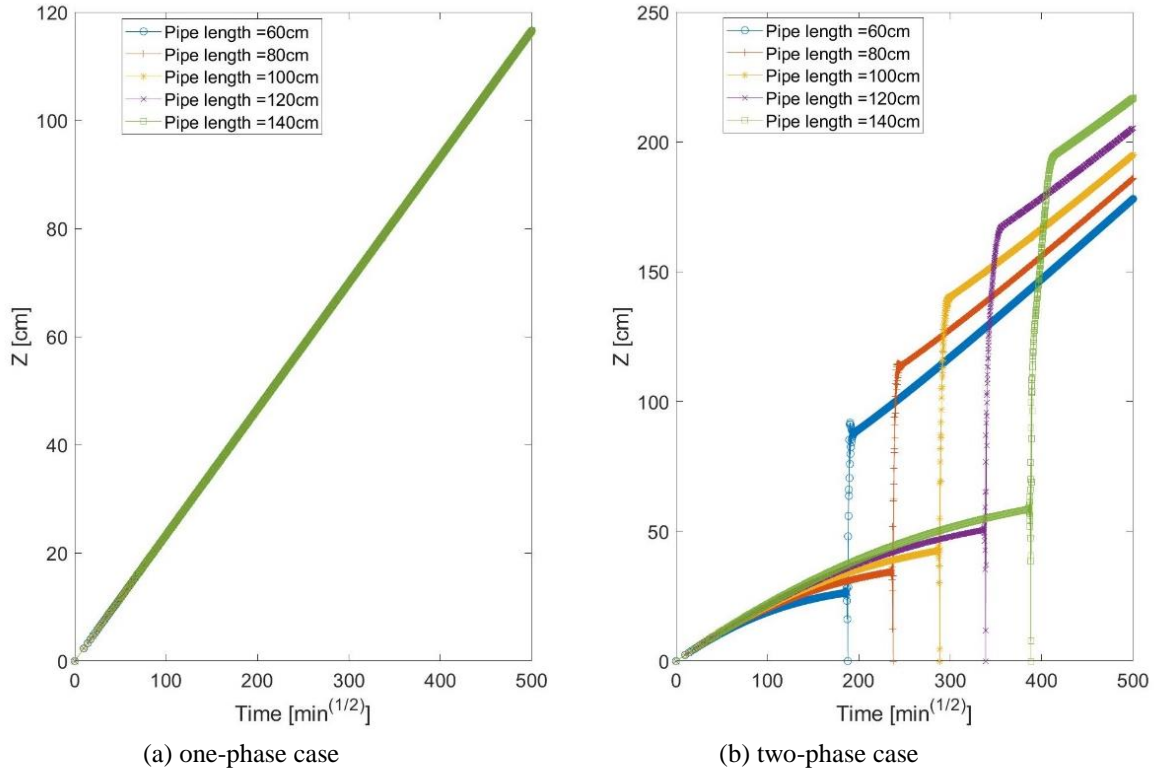 120
100
80
60
40
20
0
Z [cm]
0
100
200
300
400
500
Time [min^(1/2)]
Pipe length =60cm
Pipe length =80cm
Pipe length =100cm
Pipe length =120cm
Pipe length =140cm
(a) one-phase case
250
200
150
100
50
0
Z [cm]
0
100
200
300
400
500
Time [min^(1/2)]
Pipe length =60cm
Pipe length =80cm
Pipe length =100cm
Pipe length =120cm
Pipe length =140cm
(b) two-phase case